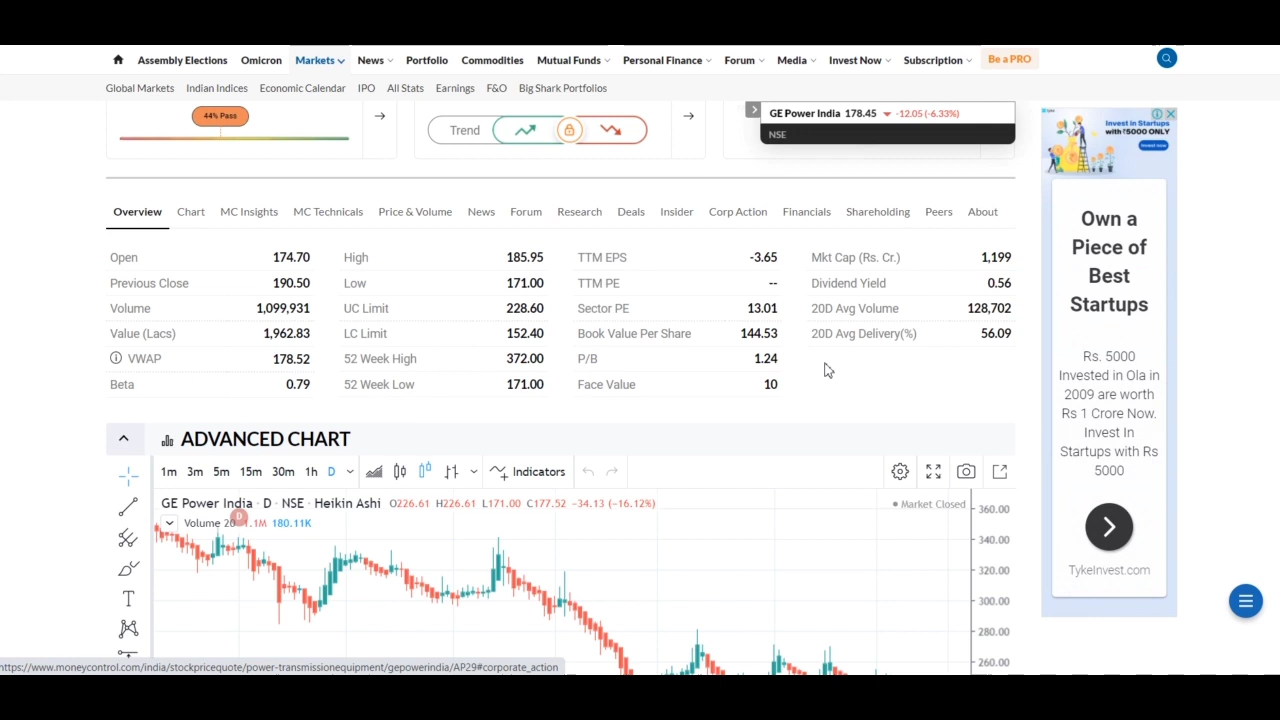 Assembly Elections Omicron Markets News Portfolio Commodities Mutual Funds Personal Finance Forum Media Invest Now Subscription Be a PRO
Global Markets Indian Indices Economic Calendar IPO All Stats Earnings F&O Big Shark Portfolios
44% Pass
Trend
GE Power India 178.45 -12.05 (-6.33%)
NSE
Invest in Startups
with ₹5000 ONLY
Invest now
Overview Chart MC Insights MC Technicals Price & Volume News Forum Research Deals Insider Corp Action Financials Shareholding Peers About
Open 174.70 High 185.95 TTM EPS -3.65 Mkt Cap (Rs. Cr.) 1,199
Previous Close 190.50 Low 171.00 TTM PE -- Dividend Yield 0.56
Volume 1,099,931 UC Limit 228.60 Sector PE 13.01 20D Avg Volume 128,702
Value (Lacs) 1,962.83 LC Limit 152.40 Book Value Per Share 144.53 20D Avg Delivery(%) 56.09
VWAP 178.52 52 Week High 372.00 P/B 1.24
Beta 0.79 52 Week Low 171.00 Face Value 10
Own a
Piece of
Best
Startups
Rs. 5000
Invested in Ola in
2009 are worth
Rs 1 Crore Now.
Invest In
Startups with Rs
5000
TykeInvest.com
ADVANCED CHART
1m 3m 5m 15m 30m 1h D Indicators
GE Power India · D · NSE · Heikin Ashi O226.61 H226.61 L171.00 C177.52 −34.13 (−16.12%) Market Closed
Volume 20 1.1M 180.11K
D
360.00
340.00
320.00
300.00
280.00
260.00
https://www.moneycontrol.com/india/stockpricequote/power-transmissionequipment/gepowerindia/AP29#corporate_action